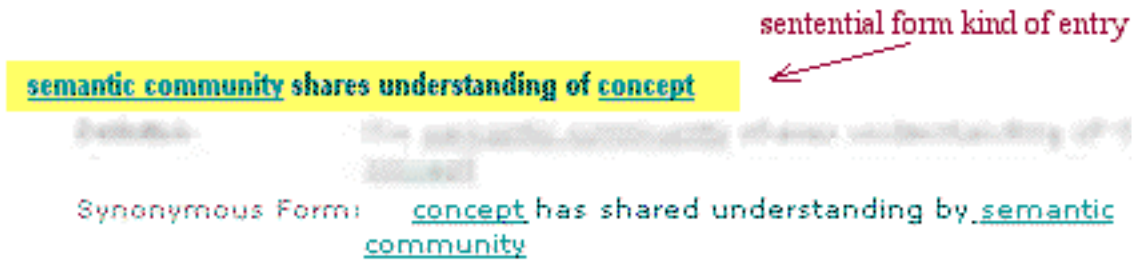 sentential form kind of entry
semantic community shares understanding of concept
Synonymous Form: concept has shared understanding by semantic
community